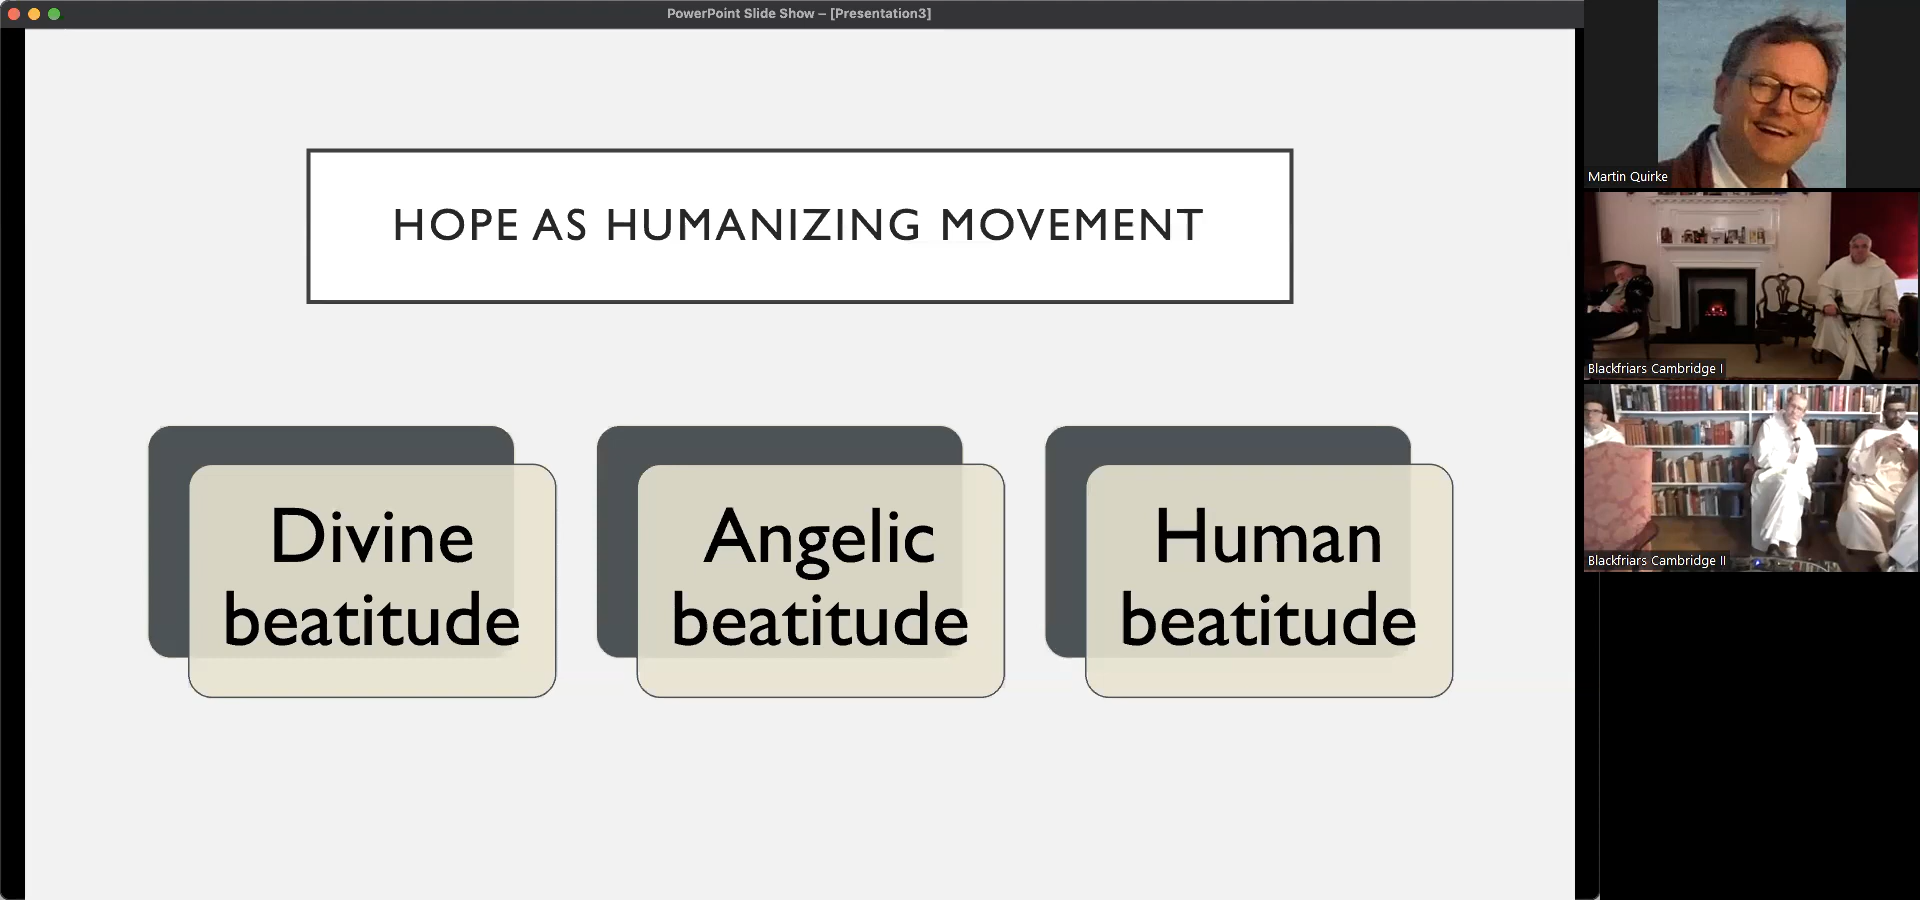 PowerPoint Slide Show – [Presentation3]
HOPE AS HUMANIZING MOVEMENT
Divine
beatitude
Angelic
beatitude
Human
beatitude
Martin Quirke
Blackfriars Cambridge I
Blackfriars Cambridge II